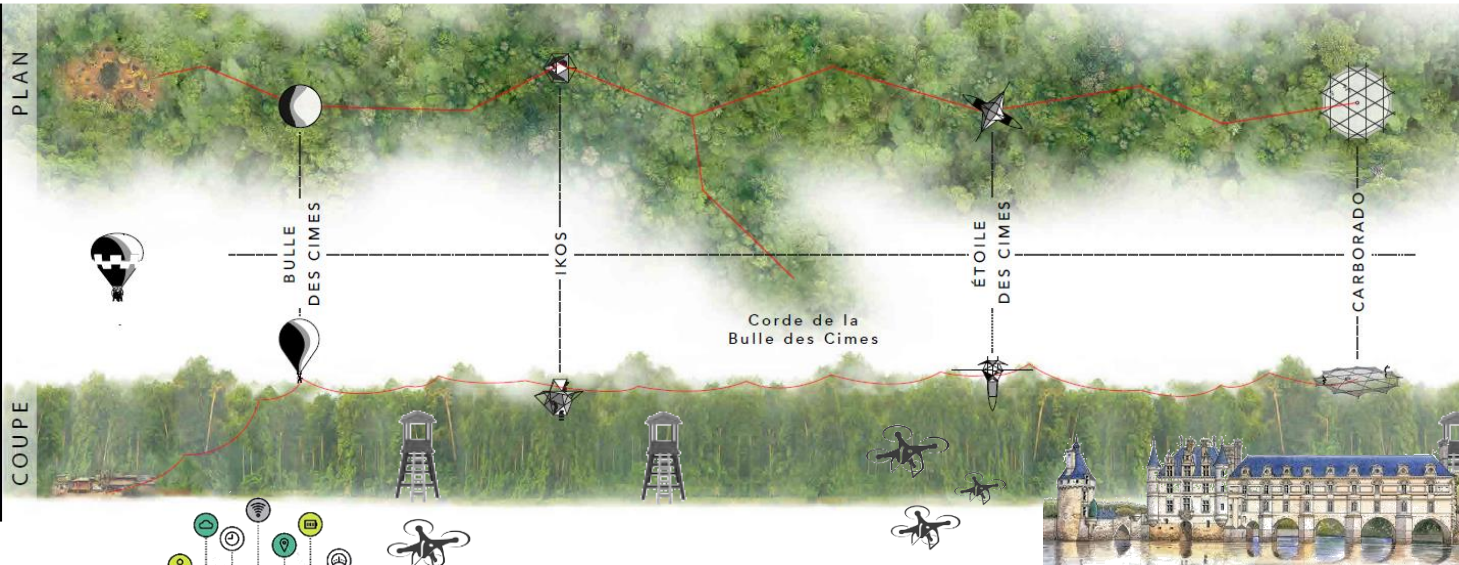 PLAN
BULLE
DES CIMES
IKOS
ÉTOILE
DES CIMES
CARBORADO
Corde de la
Bulle des Cimes
COUPE